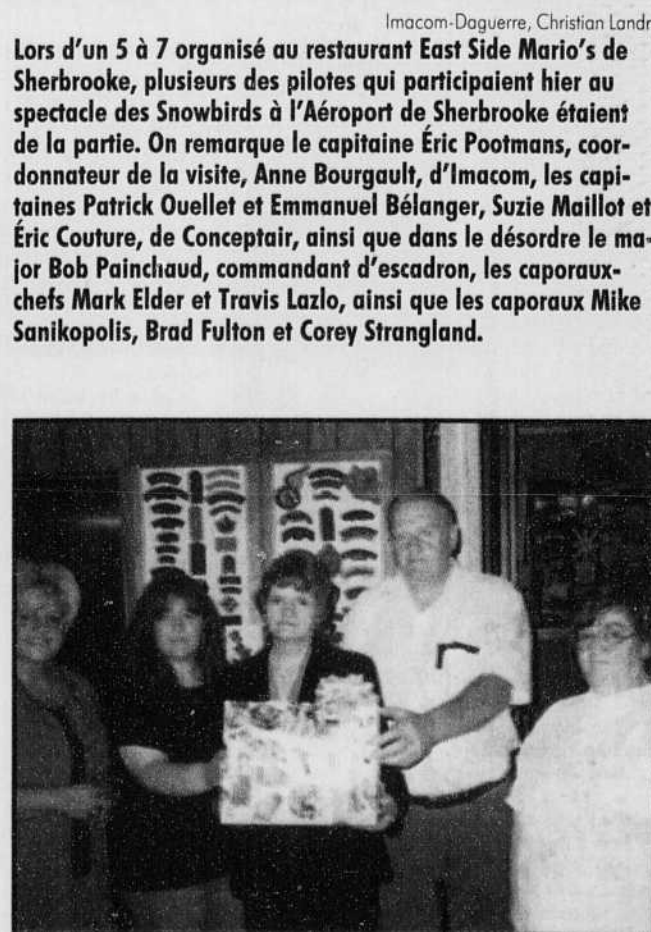 Imacom-Daguerre, Christian Landr
Lors d'un 5 à 7 organisé au restaurant East Side Mario's de
Sherbrooke, plusieurs des pilotes qui participaient hier au
spectacle des Snowbirds à l'Aéroport de Sherbrooke étaient
de la partie. On remarque le capitaine Éric Pootmans, coor-
donnateur de la visite, Anne Bourgault, d'Imacom, les capi-
taines Patrick Ouellet et Emmanuel Bélanger, Suzie Maillot et
Éric Couture, de Conceptair, ainsi que dans le désordre le ma-
jor Bob Painchaud, commandant d'escadron, les caporaux-
chefs Mark Elder et Travis Lazlo, ainsi que les caporaux Mike
Sanikopolis, Brad Fulton et Corey Strangland.